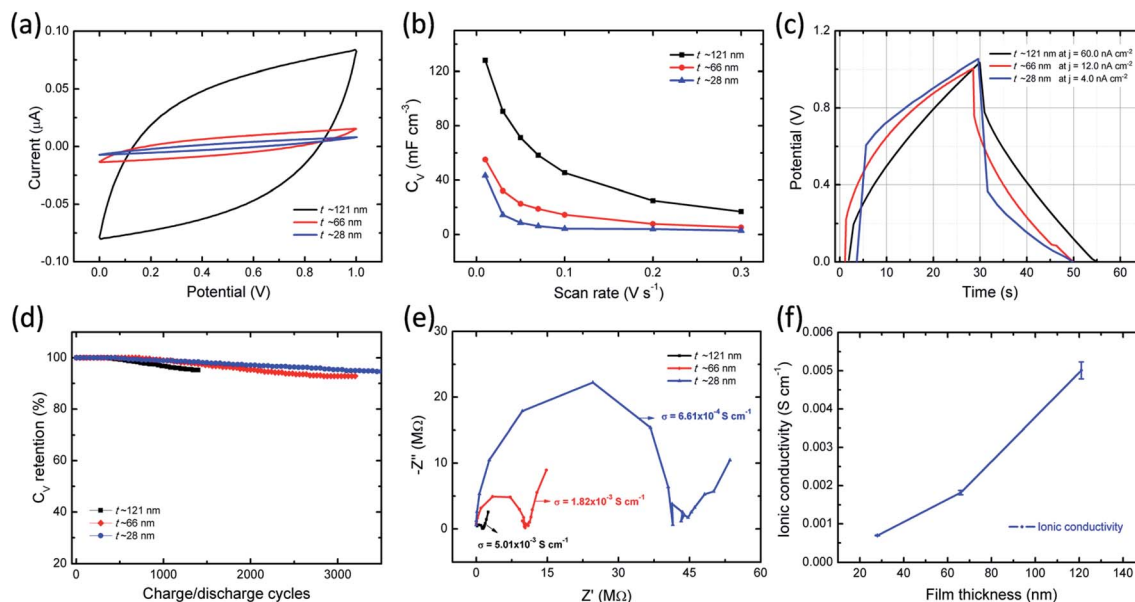 (a)
0.10
0.05
0.00
-0.05
-0.10
Current (μA)
t ~121 nm
t ~66 nm
t ~28 nm
0.0 0.2 0.4 0.6 0.8 1.0
Potential (V)
(b)
120
80
40
0
C_V (mF cm⁻³)
t ~121 nm
t ~66 nm
t ~28 nm
0.0 0.1 0.2 0.3
Scan rate (V s⁻¹)
(c)
1.2
0.8
0.4
0.0
Potential (V)
t ~121 nm at j = 60.0 nA cm⁻²
t ~66 nm at j = 12.0 nA cm⁻²
t ~28 nm at j = 4.0 nA cm⁻²
0 10 20 30 40 50 60
Time (s)
(d)
120
100
80
60
40
20
C_V retention (%)
t ~121 nm
t ~66 nm
t ~28 nm
0 1000 2000 3000
Charge/discharge cycles
(e)
30
20
10
0
-Z" (MΩ)
t ~121 nm
t ~66 nm
t ~28 nm
σ = 6.61x10⁻⁴ S cm⁻¹
σ = 1.82x10⁻³ S cm⁻¹
σ = 5.01x10⁻³ S cm⁻¹
0 15 30 45 60
Z' (MΩ)
(f)
0.006
0.005
0.004
0.003
0.002
0.001
0.000
Ionic conductivity (S cm⁻¹)
Ionic conductivity
20 40 60 80 100 120 140
Film thickness (nm)